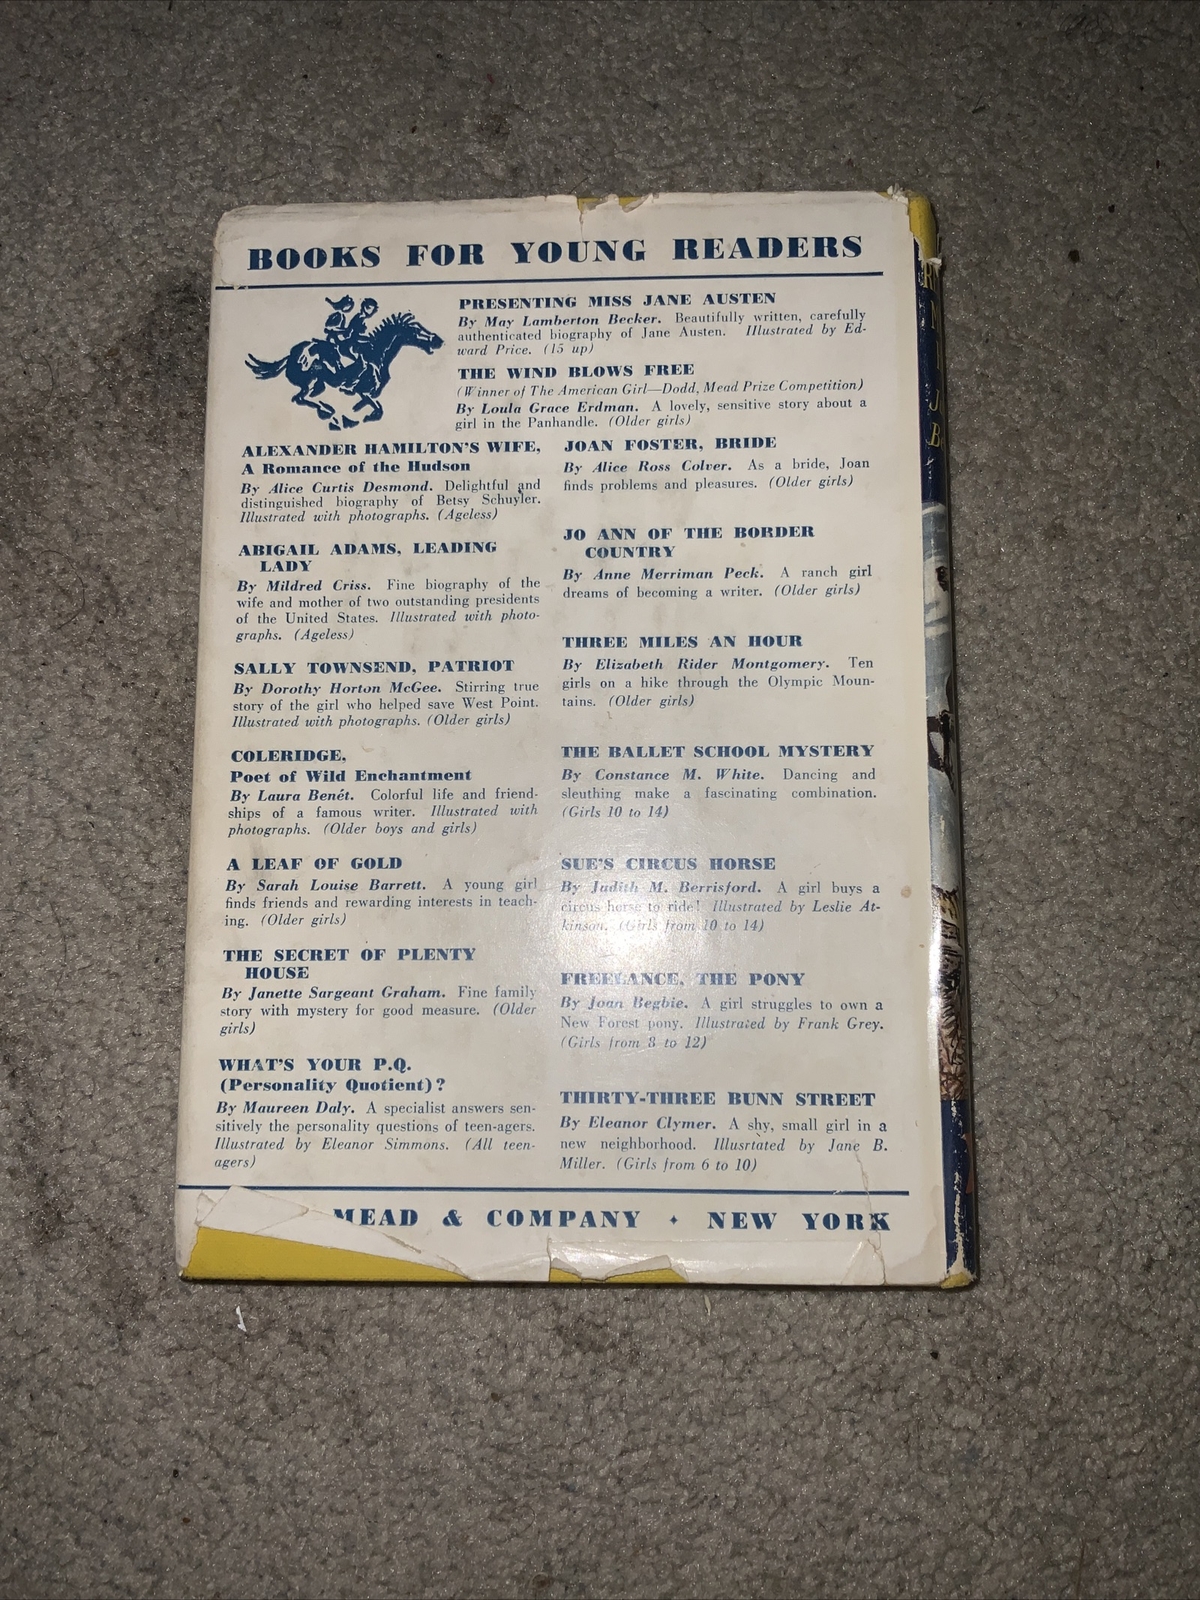 BOOKS FOR YOUNG READERS
PRESENTING MISS JANE AUSTEN
By May Lamberton Becker. Beautifully written, carefully
authenticated biography of Jane Austen. Illustrated by Ed-
ward Price. (15 up)
THE WIND BLOWS FREE
(Winner of The American Girl—Dodd, Mead Prize Competition)
By Loula Grace Erdman. A lovely, sensitive story about a
girl in the Panhandle. (Older girls)
ALEXANDER HAMILTON'S WIFE,
A Romance of the Hudson
By Alice Curtis Desmond. Delightful and
distinguished biography of Betsy Schuyler.
Illustrated with photographs. (Ageless)
ABIGAIL ADAMS, LEADING
LADY
By Mildred Criss. Fine biography of the
wife and mother of two outstanding presidents
of the United States. Illustrated with photo-
graphs. (Ageless)
SALLY TOWNSEND, PATRIOT
By Dorothy Horton McGee. Stirring true
story of the girl who helped save West Point.
Illustrated with photographs. (Older girls)
COLERIDGE,
Poet of Wild Enchantment
By Laura Benét. Colorful life and friend-
ships of a famous writer. Illustrated with
photographs. (Older boys and girls)
A LEAF OF GOLD
By Sarah Louise Barrett. A young girl
finds friends and rewarding interests in teach-
ing. (Older girls)
THE SECRET OF PLENTY
HOUSE
By Janette Sargeant Graham. Fine family
story with mystery for good measure. (Older
girls)
WHAT'S YOUR P.Q.
(Personality Quotient)?
By Maureen Daly. A specialist answers sen-
sitively the personality questions of teen-agers.
Illustrated by Eleanor Simmons. (All teen-
agers)
JOAN FOSTER, BRIDE
By Alice Ross Colver. As a bride, Joan
finds problems and pleasures. (Older girls)
JO ANN OF THE BORDER
COUNTRY
By Anne Merriman Peck. A ranch girl
dreams of becoming a writer. (Older girls)
THREE MILES AN HOUR
By Elizabeth Rider Montgomery. Ten
girls on a hike through the Olympic Moun-
tains. (Older girls)
THE BALLET SCHOOL MYSTERY
By Constance M. White. Dancing and
sleuthing make a fascinating combination.
(Girls 10 to 14)
SUE'S CIRCUS HORSE
By Judith M. Berrisford. A girl buys a
circus horse to ride! Illustrated by Leslie At-
kinson. (Girls from 10 to 14)
FREELANCE, THE PONY
By Joan Begbie. A girl struggles to own a
New Forest pony. Illustrated by Frank Grey.
(Girls from 8 to 12)
THIRTY-THREE BUNN STREET
By Eleanor Clymer. A shy, small girl in a
new neighborhood. Illusrtated by Jane B.
Miller. (Girls from 6 to 10)
MEAD & COMPANY · NEW YORK